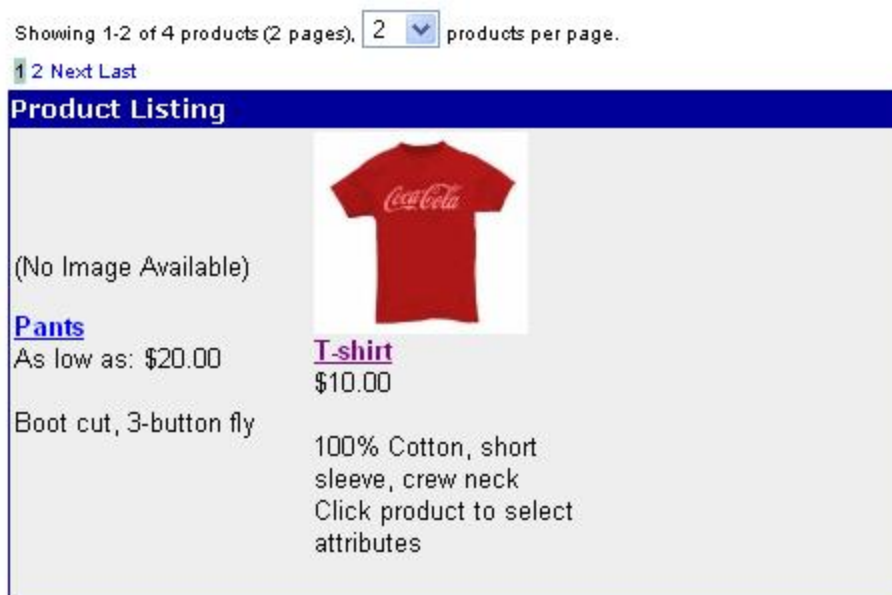 Showing 1-2 of 4 products (2 pages), 2 products per page.
1 2 Next Last
Product Listing
(No Image Available)
Pants
As low as: $20.00
Boot cut, 3-button fly
Coca-Cola
T-shirt
$10.00
100% Cotton, short
sleeve, crew neck
Click product to select
attributes